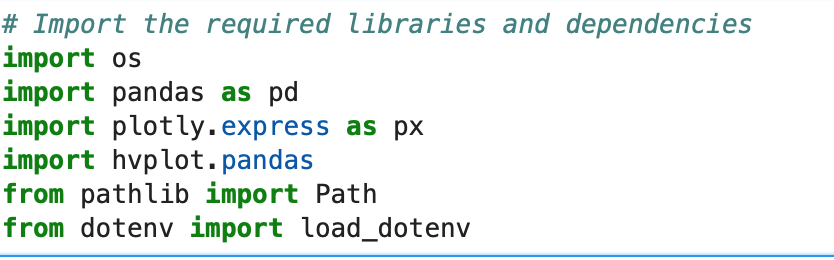 # Import the required libraries and dependencies
import os
import pandas as pd
import plotly.express as px
import hvplot.pandas
from pathlib import Path
from dotenv import load_dotenv